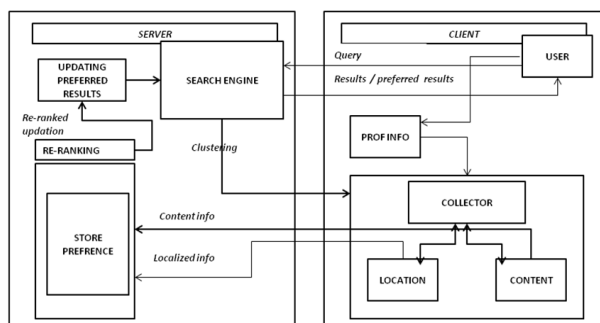 SERVER
CLIENT
UPDATING
PREFERRED
RESULTS
SEARCH ENGINE
Query
USER
Results / preferred results
Re-ranked
updation
RE-RANKING
Clustering
PROF INFO
COLLECTOR
STORE
PREFRENCE
Content info
Localized info
LOCATION
CONTENT